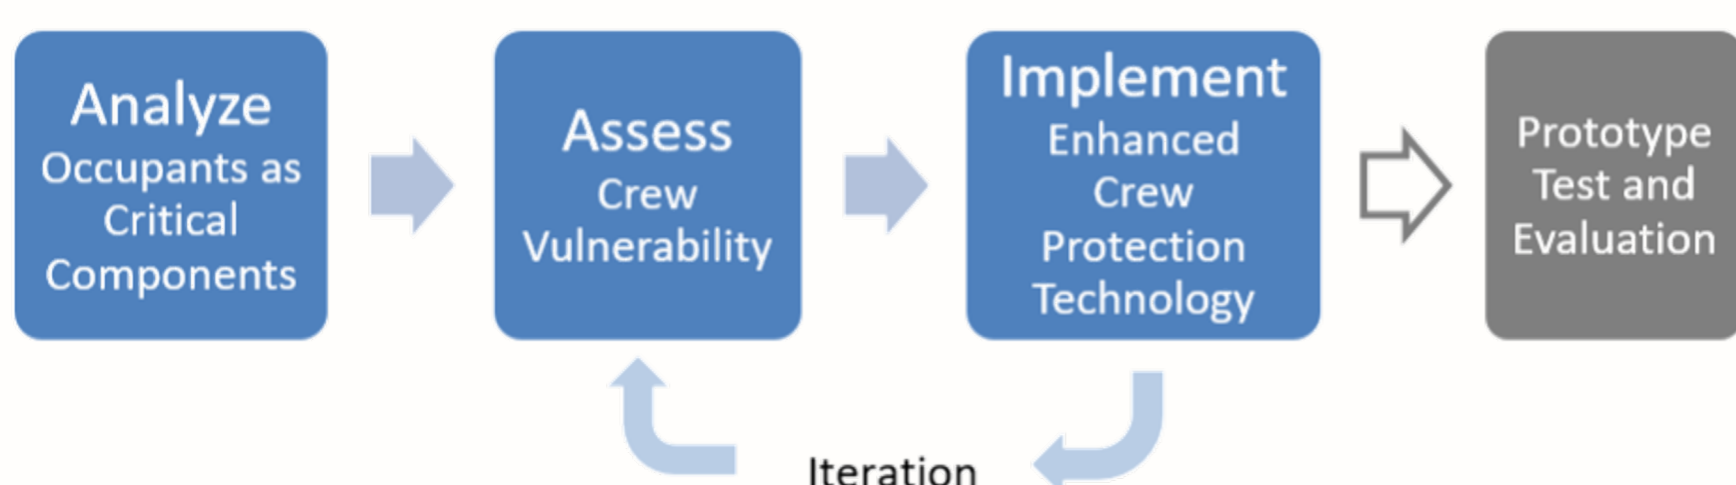 Analyze
Occupants as
Critical
Components
Assess
Crew
Vulnerability
Implement
Enhanced
Crew
Protection
Technology
Prototype
Test and
Evaluation
Iteration